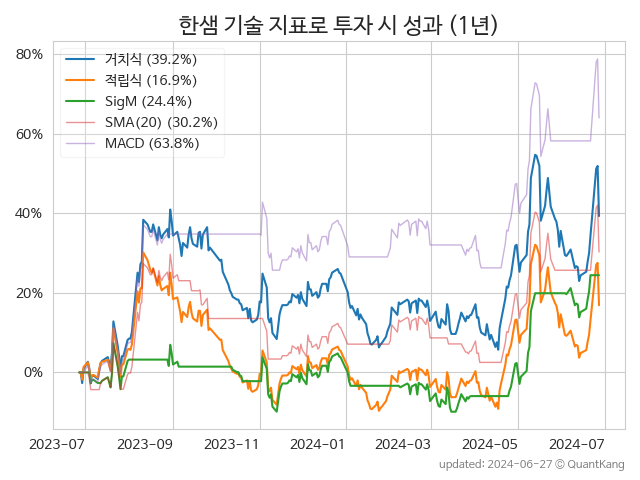 한샘 기술 지표로 투자 시 성과 (1년)
80%
60%
40%
20%
0%
거치식 (39.2%)
적립식 (16.9%)
SigM (24.4%)
SMA(20) (30.2%)
MACD (63.8%)
2023-07
2023-09
2023-11
2024-01
2024-03
2024-05
2024-07
updated: 2024-06-27 @ QuantKang